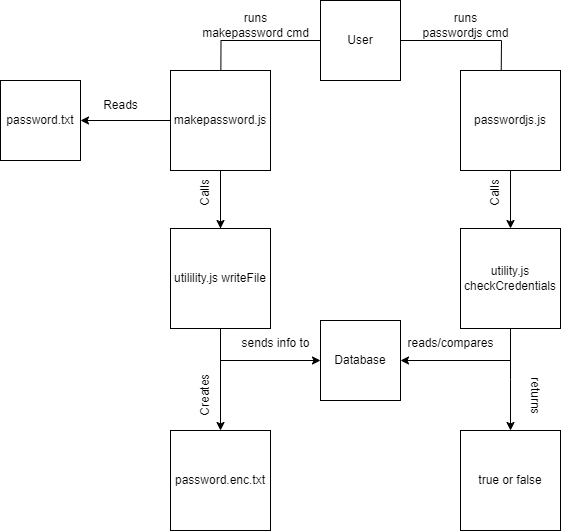 runs
makepassword cmd
User
runs
passwordjs cmd
password.txt
Reads
makepassword.js
passwordjs.js
Calls
Calls
utilility.js writeFile
utility.js
checkCredentials
sends info to
Database
reads/compares
Creates
returns
password.enc.txt
true or false